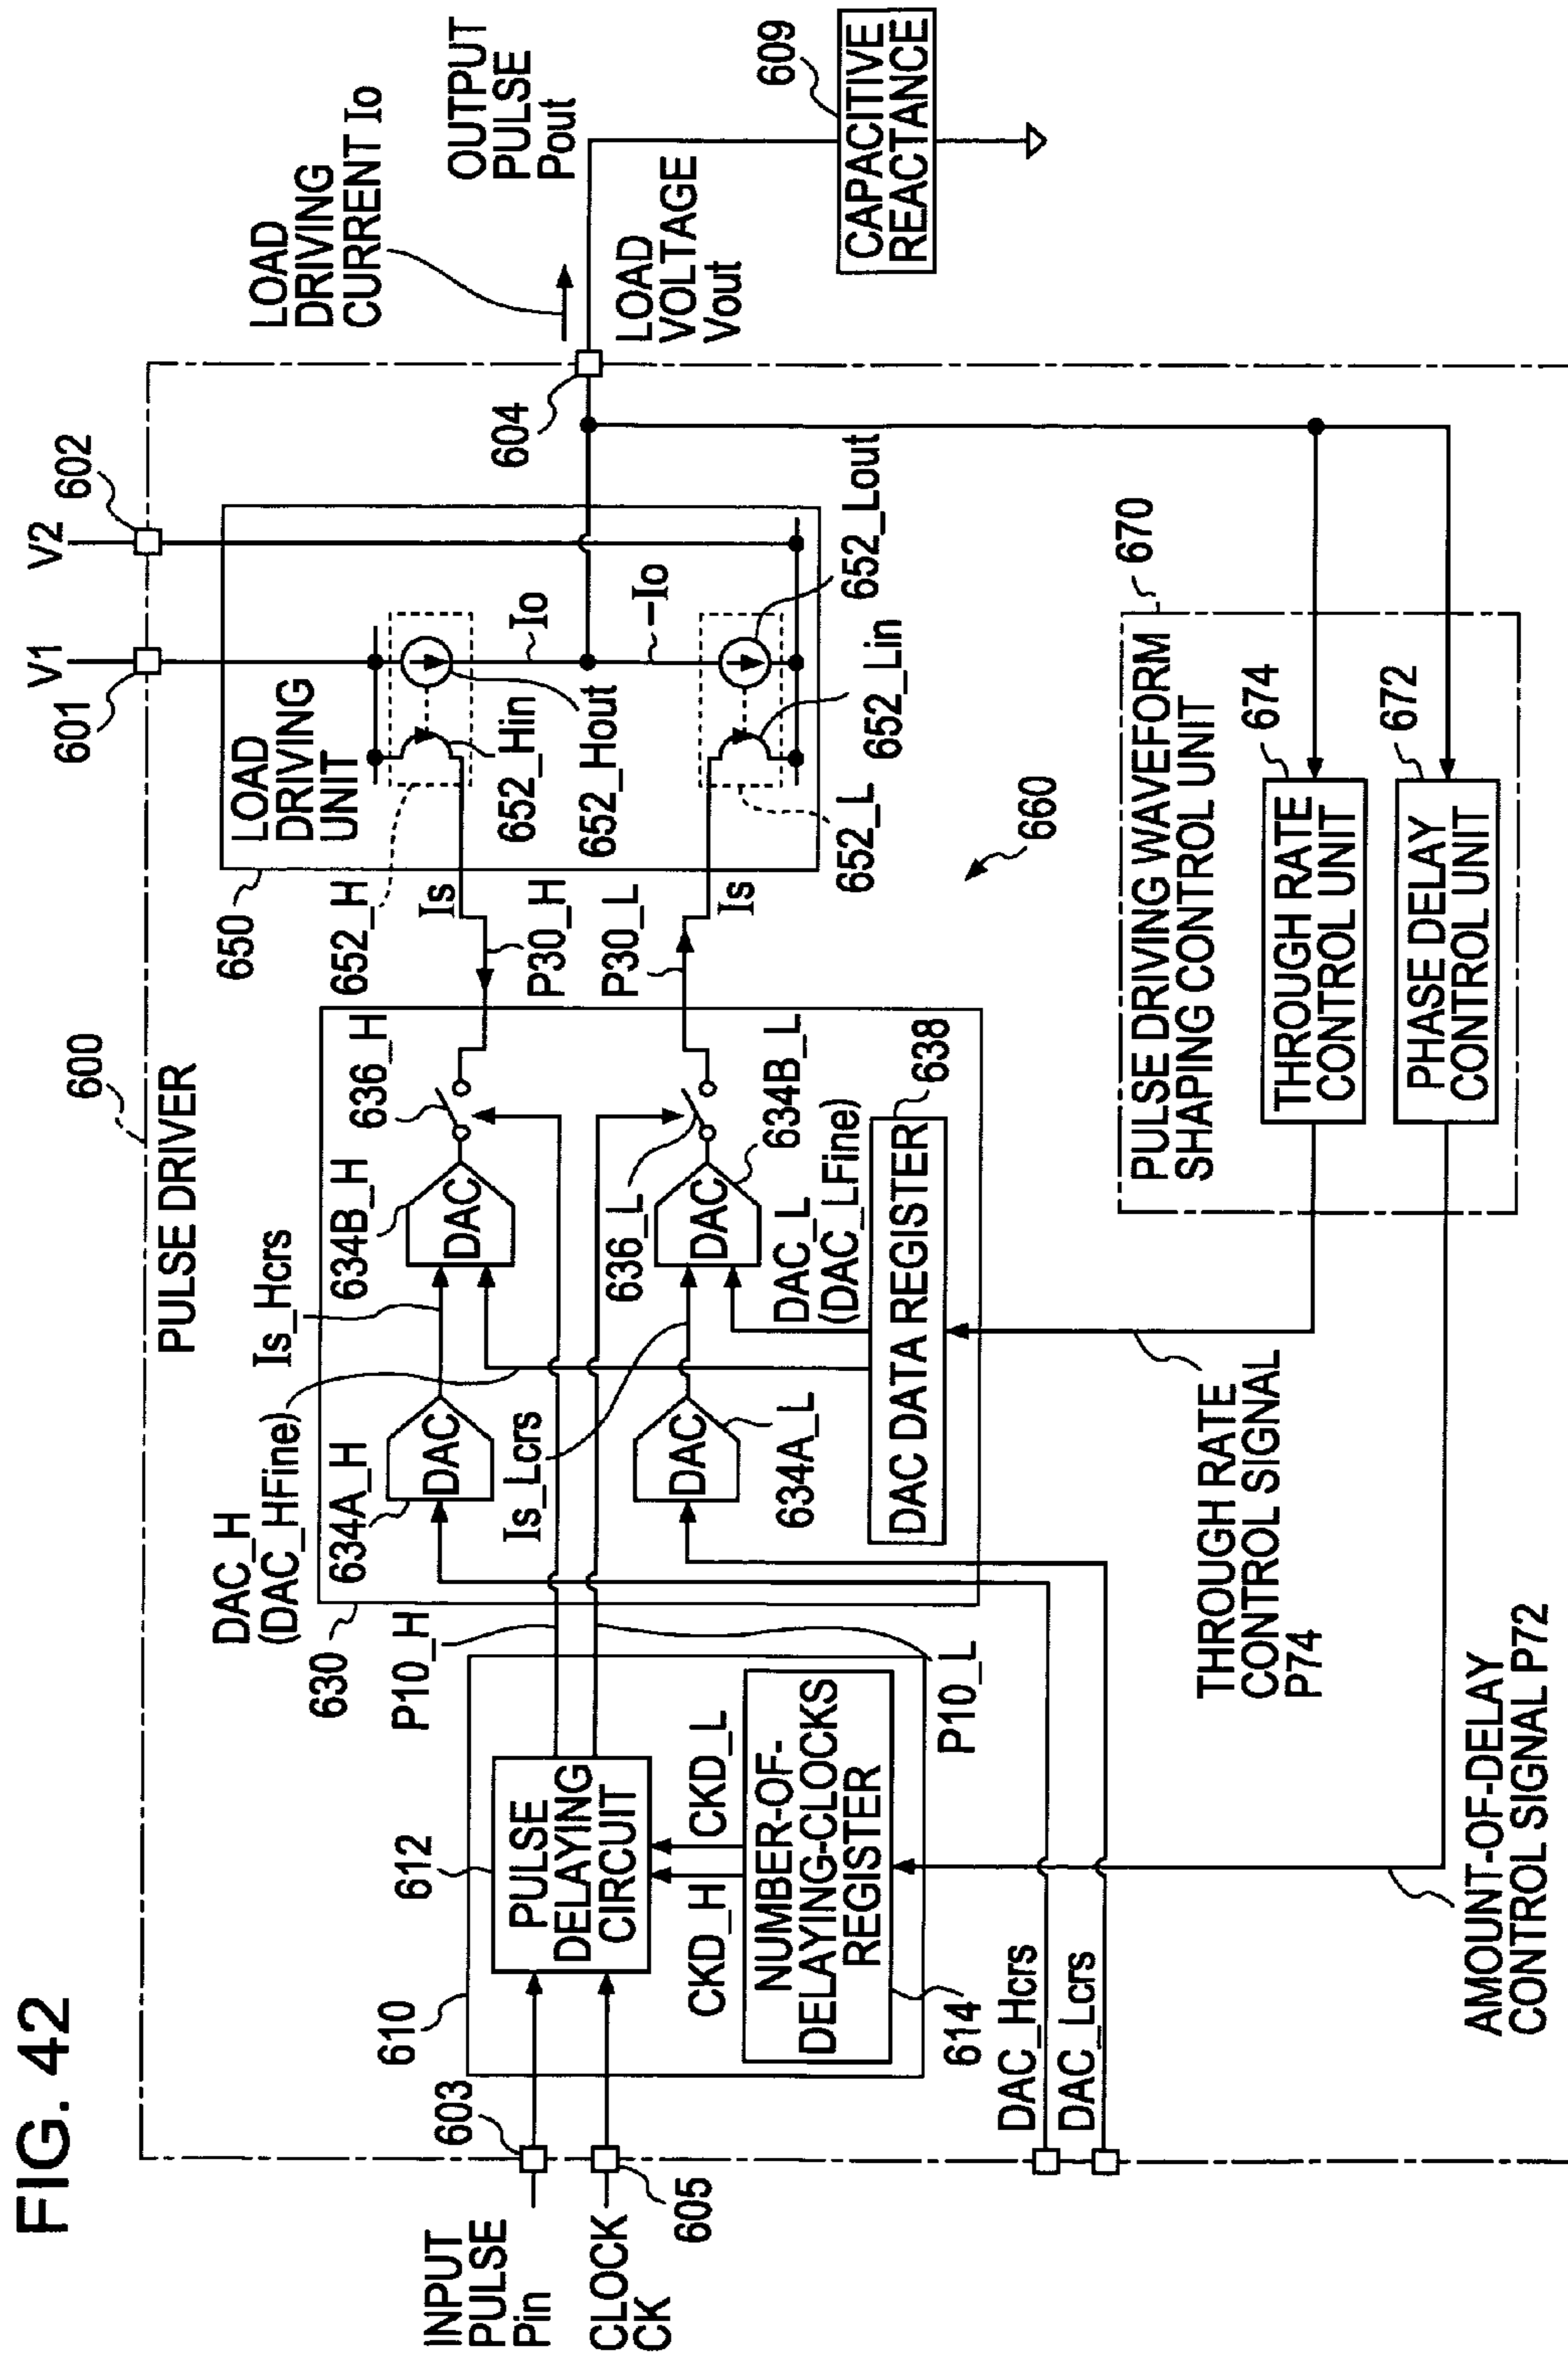 FIG. 42
600
PULSE DRIVER
V1
V2
601
602
INPUT
PULSE
Pin
603
CLOCK
CK
605
610
612
PULSE
DELAYING
CIRCUIT
CKD_H
CKD_L
NUMBER-OF-
DELAYING-CLOCKS
REGISTER
614
P10_H
P10_L
630
DAC_H
(DAC_HFine)
Is_Hcrs
634A_H
DAC
634B_H
DAC
636_H
Is_Lcrs
634A_L
DAC
636_L
DAC
634B_L
DAC_L
(DAC_LFine)
DAC DATA REGISTER
638
650
LOAD
DRIVING
UNIT
652_H
Is
P30_H
P30_L
Is
652_Hin
652_Hout
Io
-Io
652_L
652_Lin
652_Lout
604
LOAD
DRIVING
CURRENT Io
OUTPUT
PULSE
Pout
LOAD
VOLTAGE
Vout
609
CAPACITIVE
REACTANCE
660
670
PULSE DRIVING WAVEFORM
SHAPING CONTROL UNIT
674
THROUGH RATE
CONTROL UNIT
672
PHASE DELAY
CONTROL UNIT
DAC_Hcrs
DAC_Lcrs
THROUGH RATE
CONTROL SIGNAL
P74
AMOUNT-OF-DELAY
CONTROL SIGNAL P72